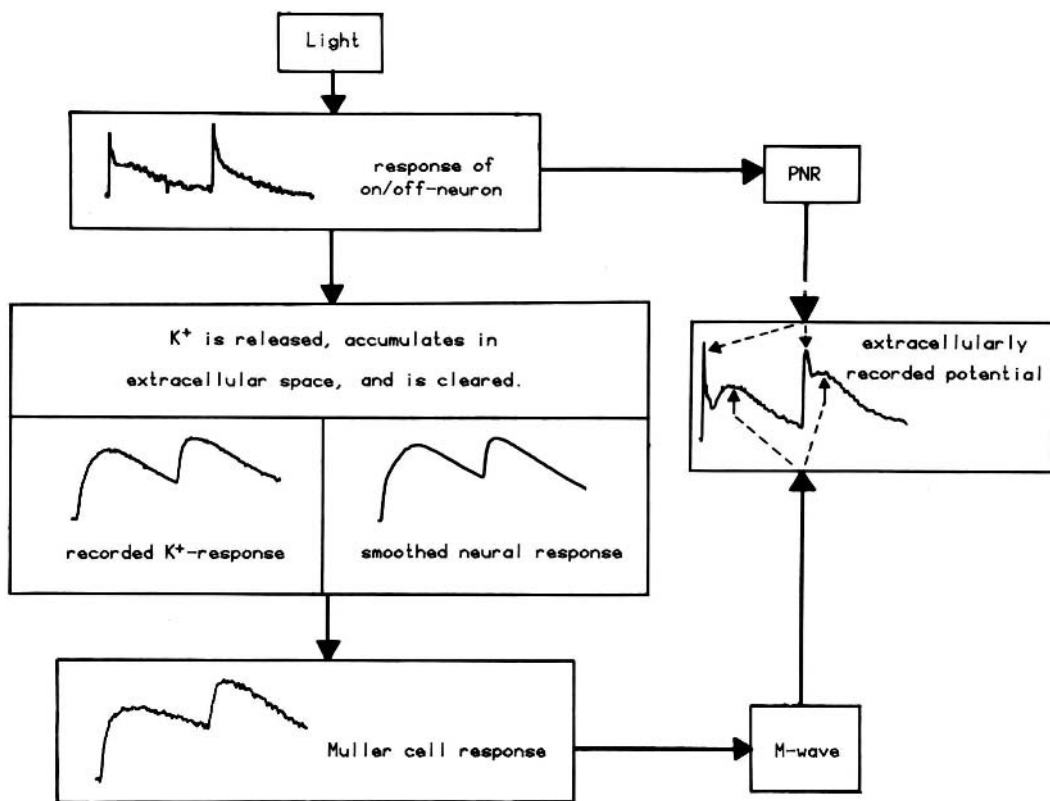 Light
response of
on/off-neuron
PNR
K+ is released, accumulates in
extracellular space, and is cleared.
extracellularly
recorded potential
recorded K+-response
smoothed neural response
Muller cell response
M-wave